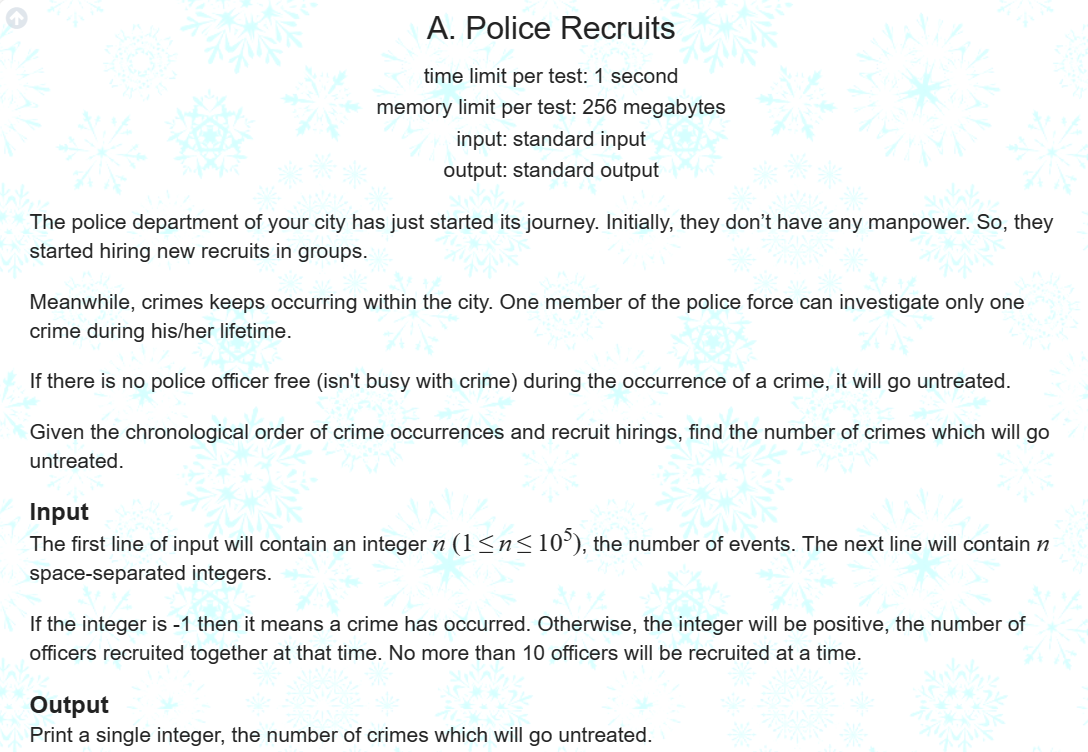 A. Police Recruits
time limit per test: 1 second
memory limit per test: 256 megabytes
input: standard input
output: standard output
The police department of your city has just started its journey. Initially, they don’t have any manpower. So, they
started hiring new recruits in groups.
Meanwhile, crimes keeps occurring within the city. One member of the police force can investigate only one
crime during his/her lifetime.
If there is no police officer free (isn't busy with crime) during the occurrence of a crime, it will go untreated.
Given the chronological order of crime occurrences and recruit hirings, find the number of crimes which will go
untreated.
Input
The first line of input will contain an integer n (1 ≤ n ≤ 10⁵), the number of events. The next line will contain n
space-separated integers.
If the integer is -1 then it means a crime has occurred. Otherwise, the integer will be positive, the number of
officers recruited together at that time. No more than 10 officers will be recruited at a time.
Output
Print a single integer, the number of crimes which will go untreated.